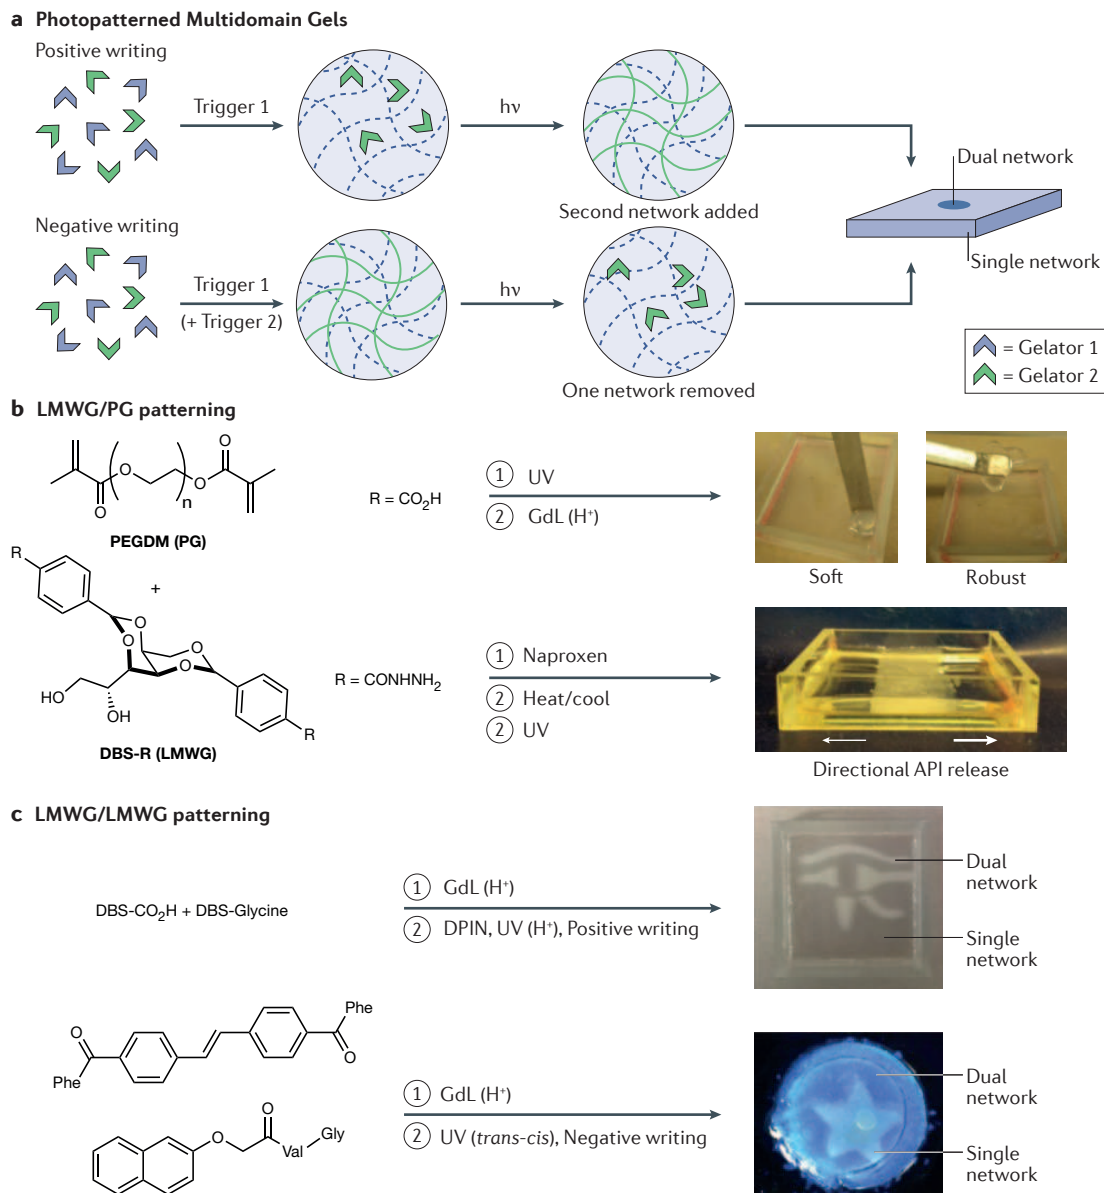 a Photopatterned Multidomain Gels
Positive writing
Trigger 1
hν
Second network added
Dual network
Single network
Negative writing
Trigger 1
(+ Trigger 2)
hν
One network removed
= Gelator 1
= Gelator 2
b LMWG/PG patterning
O
O
O
O
n
PEGDM (PG)
+
R = CO₂H
1 UV
2 GdL (H⁺)
Soft
Robust
R
O
O
O
O
HO
OH
R
DBS-R (LMWG)
R = CONHNH₂
1 Naproxen
2 Heat/cool
2 UV
Directional API release
c LMWG/LMWG patterning
DBS-CO₂H + DBS-Glycine
1 GdL (H⁺)
2 DPIN, UV (H⁺), Positive writing
Dual
network
Single
network
O
Phe
Phe
O
O
O
Val
Gly
1 GdL (H⁺)
2 UV (trans-cis), Negative writing
Dual
network
Single
network